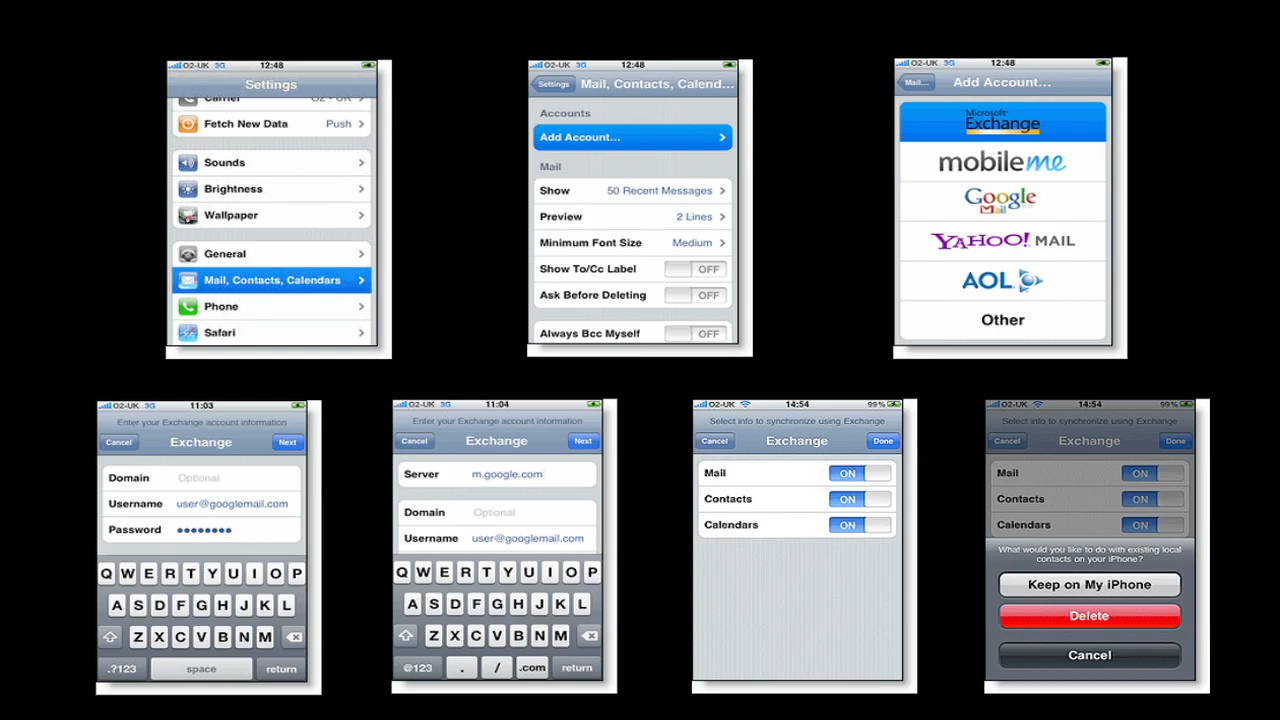 O2-UK 3G 12:48
Settings
Carrier O2 - UK
Fetch New Data Push
Sounds
Brightness
Wallpaper
General
Mail, Contacts, Calendars
Phone
Safari
O2-UK 3G 12:48
Settings Mail, Contacts, Calend...
Accounts
Add Account...
Mail
Show 50 Recent Messages
Preview 2 Lines
Minimum Font Size Medium
Show To/Cc Label OFF
Ask Before Deleting OFF
Always Bcc Myself OFF
O2-UK 3G 12:48
Mail... Add Account...
Microsoft Exchange
mobileme
Google Mail
YAHOO! MAIL
AOL
Other
O2-UK 3G 11:03
Enter your Exchange account information
Cancel Exchange Next
Domain Optional
Username user@googlemail.com
Password ••••••••
Q W E R T Y U I O P
A S D F G H J K L
Z X C V B N M
.?123 space return
O2-UK 3G 11:04
Enter your Exchange account information
Cancel Exchange Next
Server m.google.com
Domain Optional
Username user@googlemail.com
Q W E R T Y U I O P
A S D F G H J K L
Z X C V B N M
@123 . / .com return
O2-UK 14:54 99%
Select info to synchronize using Exchange
Cancel Exchange Done
Mail ON
Contacts ON
Calendars ON
O2-UK 14:54 99%
Select info to synchronize using Exchange
Cancel Exchange Done
Mail ON
Contacts ON
Calendars ON
What would you like to do with existing local
contacts on your iPhone?
Keep on My iPhone
Delete
Cancel